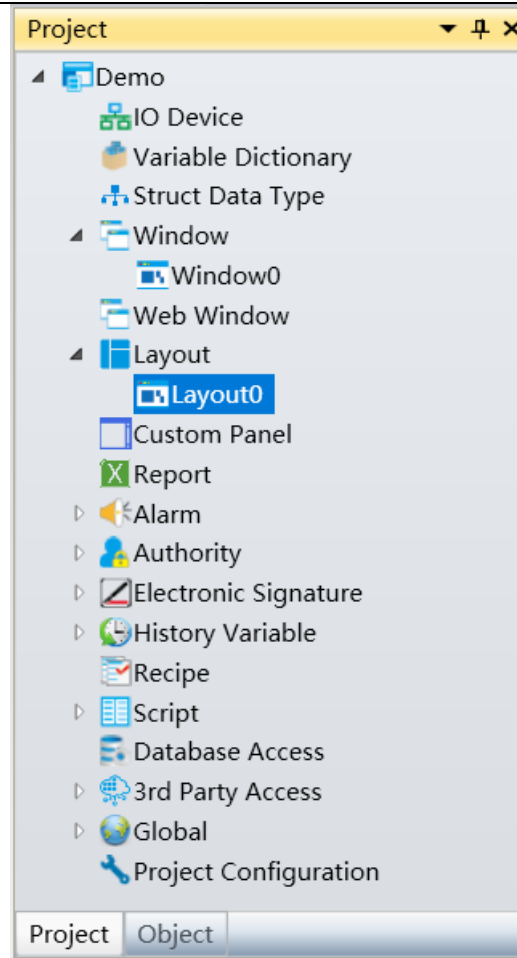 Project
Demo
IO Device
Variable Dictionary
Struct Data Type
Window
Window0
Web Window
Layout
Layout0
Custom Panel
Report
Alarm
Authority
Electronic Signature
History Variable
Recipe
Script
Database Access
3rd Party Access
Global
Project Configuration
Project Object